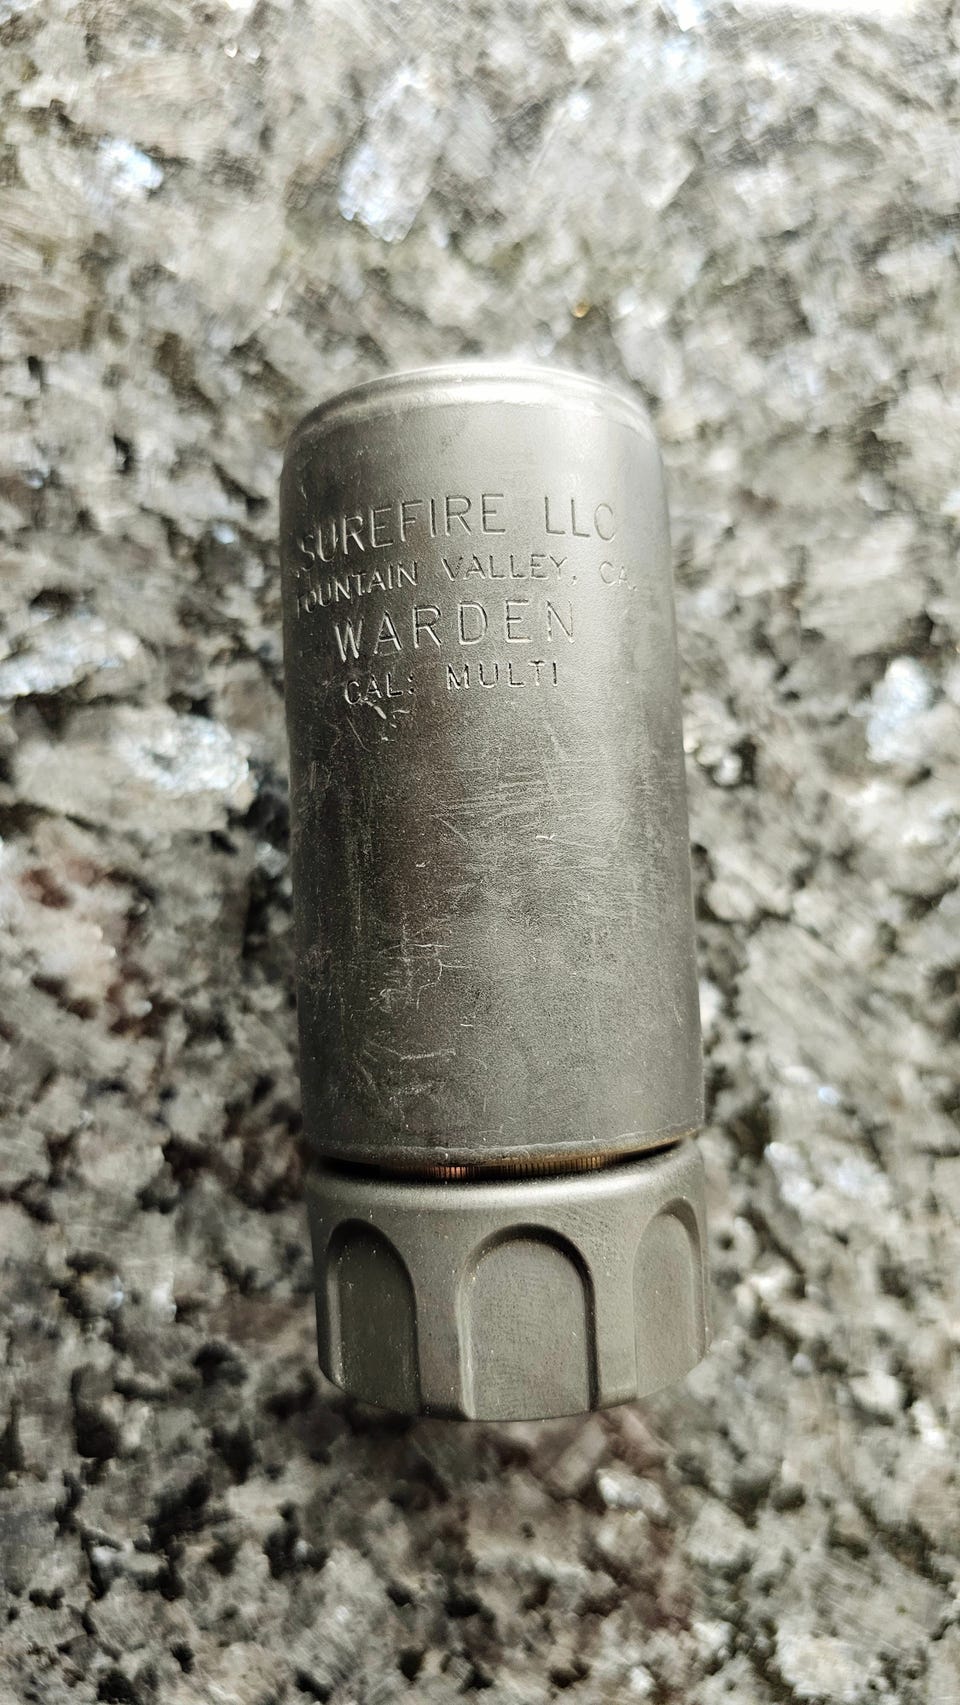 SUREFIRE LLC
FOUNTAIN VALLEY, CA.
WARDEN
CAL: MULTI